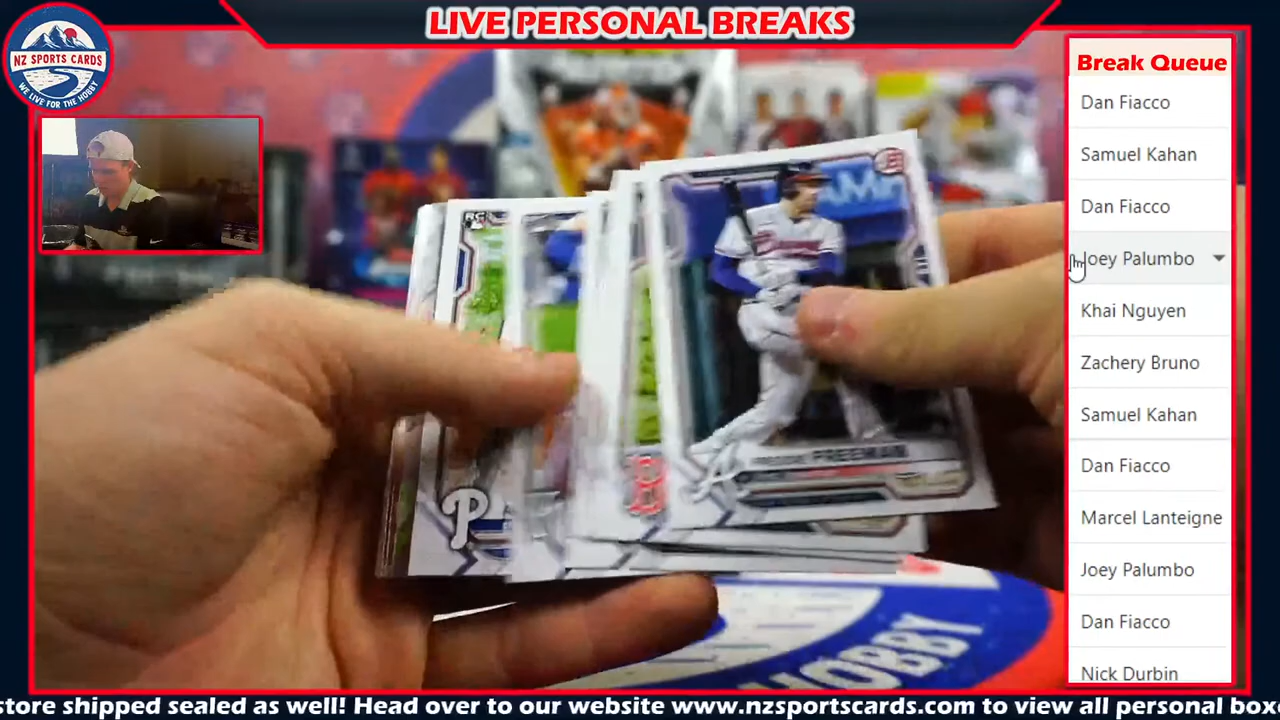 LIVE PERSONAL BREAKS
NZ SPORTS CARDS
WE LIVE FOR THE HOBBY
Break Queue
Dan Fiacco
Samuel Kahan
Dan Fiacco
Joey Palumbo
Khai Nguyen
Zachery Bruno
Samuel Kahan
Dan Fiacco
Marcel Lanteigne
Joey Palumbo
Dan Fiacco
Nick Durbin
RC
P
B
FREEMAN
HOBBY
store shipped sealed as well! Head over to our website www.nzsportscards.com to view all personal box